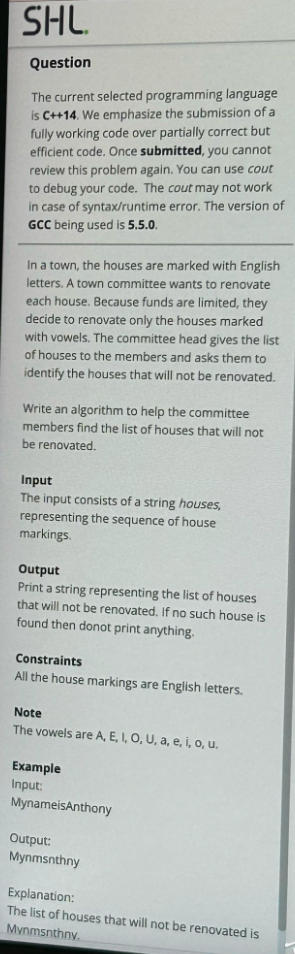 SHL.
Question
The current selected programming language
is C++14. We emphasize the submission of a
fully working code over partially correct but
efficient code. Once submitted, you cannot
review this problem again. You can use cout
to debug your code. The cout may not work
in case of syntax/runtime error. The version of
GCC being used is 5.5.0.
In a town, the houses are marked with English
letters. A town committee wants to renovate
each house. Because funds are limited, they
decide to renovate only the houses marked
with vowels. The committee head gives the list
of houses to the members and asks them to
identify the houses that will not be renovated.
Write an algorithm to help the committee
members find the list of houses that will not
be renovated.
Input
The input consists of a string houses,
representing the sequence of house
markings.
Output
Print a string representing the list of houses
that will not be renovated. If no such house is
found then donot print anything.
Constraints
All the house markings are English letters.
Note
The vowels are A, E, I, O, U, a, e, i, o, u.
Example
Input:
MynameisAnthony
Output:
Mynmsnthny
Explanation:
The list of houses that will not be renovated is
Mynmsnthny.